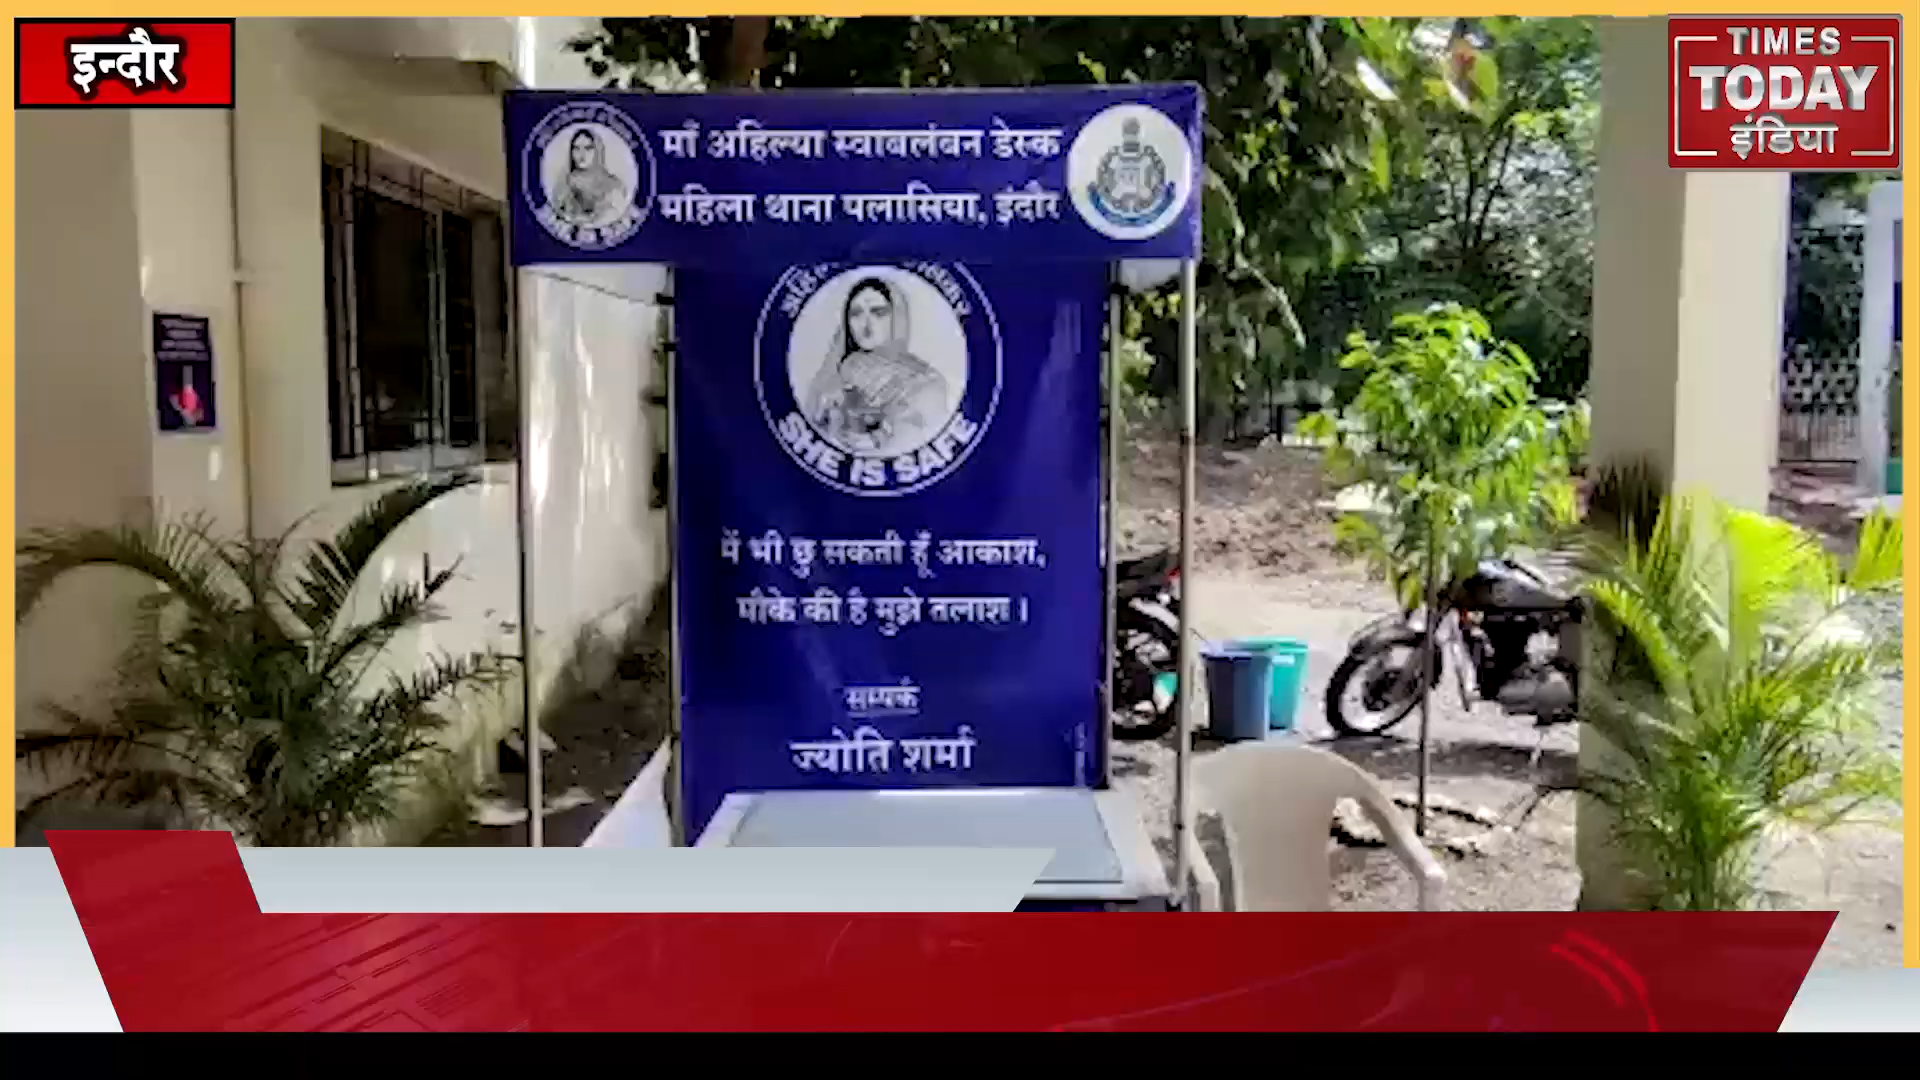 इन्दौर
TIMES
TODAY
इंडिया
माँ अहिल्या स्वाबलंबन डेस्क
महिला थाना पलासिया, इंदौर
SHE IS SAFE
SHE IS SAFE
में भी छु सकती हूँ आकाश,
मौके की है मुझे तलाश ।
सम्पर्क
ज्योति शर्मा